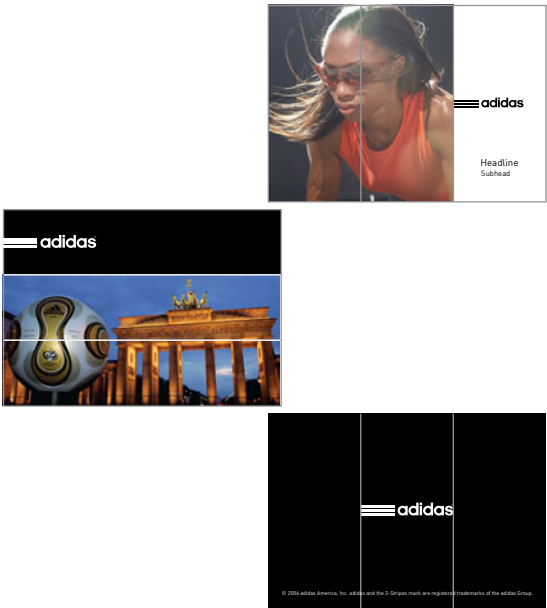 adidas
Headline
Subhead
adidas
adidas
© 2006 adidas America, Inc. adidas and the 3-Stripes mark are registered trademarks of the adidas Group.